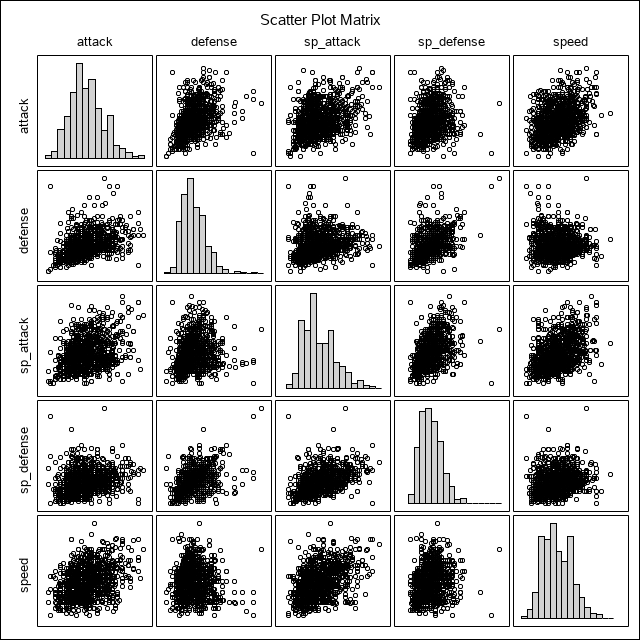 Scatter Plot Matrix
attack defense sp_attack sp_defense speed
attack
defense
sp_attack
sp_defense
speed